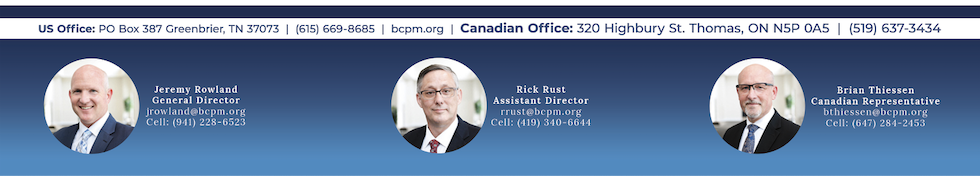 US Office: PO Box 387 Greenbrier, TN 37073 | (615) 669-8685 | bcpm.org | Canadian Office: 320 Highbury St. Thomas, ON N5P 0A5 | (519) 637-3434
Jeremy Rowland
General Director
jrowland@bcpm.org
Cell: (941) 228-6523
Rick Rust
Assistant Director
rrust@bcpm.org
Cell: (419) 340-6644
Brian Thiessen
Canadian Representative
bthiessen@bcpm.org
Cell: (647) 284-2453